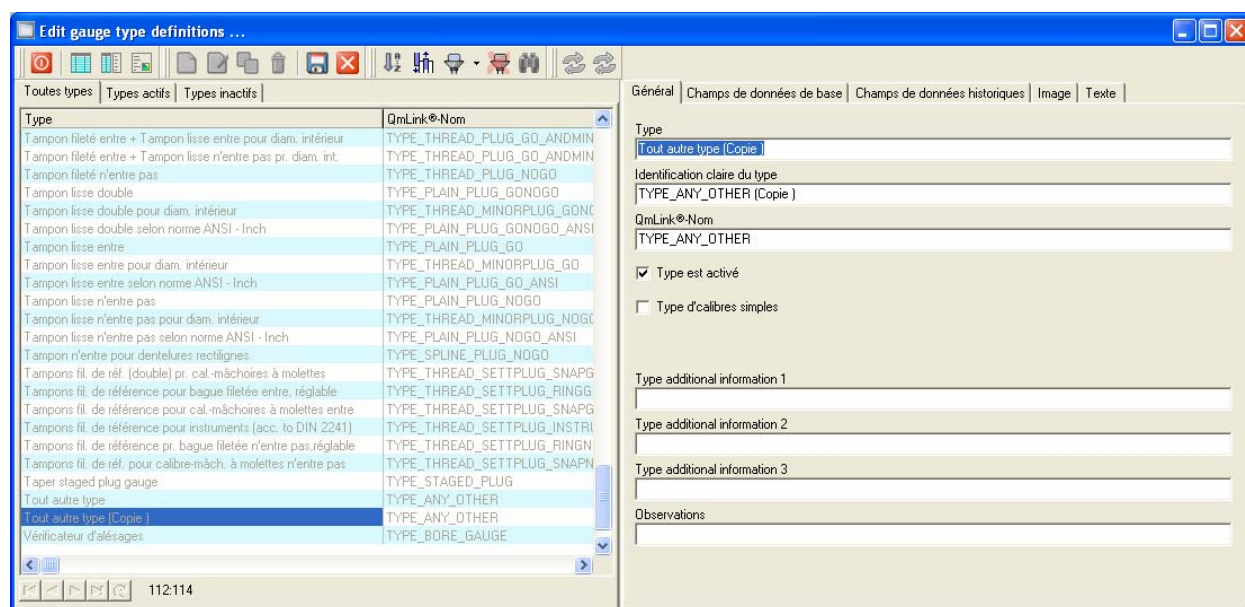 Edit gauge type definitions ...
Toutes types Types actifs Types inactifs
Type QmLink®-Nom
Tampon fileté entre + Tampon lisse entre pour diam. intérieur TYPE_THREAD_PLUG_GO_ANDMIN
Tampon fileté entre + Tampon lisse n'entre pas pr. diam. int. TYPE_THREAD_PLUG_GO_ANDMIN
Tampon fileté n'entre pas TYPE_THREAD_PLUG_NOGO
Tampon lisse double TYPE_PLAIN_PLUG_GONOGO
Tampon lisse double pour diam. intérieur TYPE_THREAD_MINORPLUG_GONO
Tampon lisse double selon norme ANSI - Inch TYPE_PLAIN_PLUG_GONOGO_ANSI
Tampon lisse entre TYPE_PLAIN_PLUG_GO
Tampon lisse entre pour diam. intérieur TYPE_THREAD_MINORPLUG_GO
Tampon lisse entre selon norme ANSI - Inch TYPE_PLAIN_PLUG_GO_ANSI
Tampon lisse n'entre pas TYPE_PLAIN_PLUG_NOGO
Tampon lisse n'entre pas pour diam. intérieur TYPE_THREAD_MINORPLUG_NOGO
Tampon lisse n'entre pas selon norme ANSI - Inch TYPE_PLAIN_PLUG_NOGO_ANSI
Tampon n'entre pour dentelures rectilignes TYPE_SPLINE_PLUG_NOGO
Tampons fil. de réf. (double) pr. cal.-mâchoires à molettes TYPE_THREAD_SETTPLUG_SNAPG
Tampons fil. de référence pour bague filetée entre, réglable TYPE_THREAD_SETTPLUG_RINGG
Tampons fil. de référence pour cal.-mâchoires à molettes entre TYPE_THREAD_SETTPLUG_SNAPG
Tampons fil. de référence pour instruments (acc. to DIN 2241) TYPE_THREAD_SETTPLUG_INSTRU
Tampons fil. de référence pr. bague filetée n'entre pas,réglable TYPE_THREAD_SETTPLUG_RINGN
Tampons fil. de réf. pour calibre-mâch. à molettes n'entre pas TYPE_THREAD_SETTPLUG_SNAPN
Taper staged plug gauge TYPE_STAGED_PLUG
Tout autre type TYPE_ANY_OTHER
Tout autre type (Copie ) TYPE_ANY_OTHER
Vérificateur d'alésages TYPE_BORE_GAUGE
112:114
Général Champs de données de base Champs de données historiques Image Texte
Type
Tout autre type (Copie )
Identification claire du type
TYPE_ANY_OTHER (Copie )
QmLink®-Nom
TYPE_ANY_OTHER
Type est activé
Type d'calibres simples
Type additional information 1
Type additional information 2
Type additional information 3
Observations